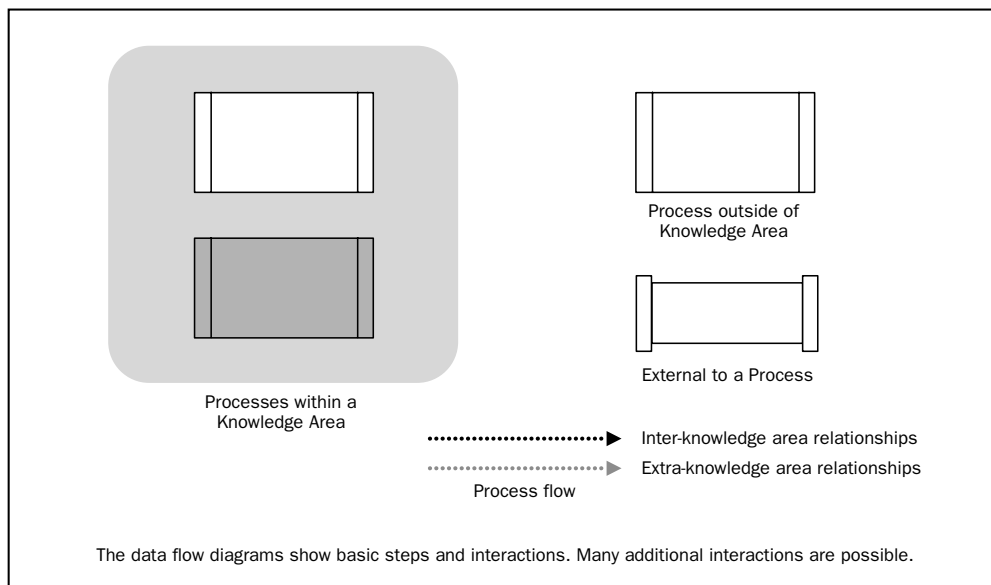 Process outside of
Knowledge Area
External to a Process
Processes within a
Knowledge Area
Inter-knowledge area relationships
Extra-knowledge area relationships
Process flow
The data flow diagrams show basic steps and interactions. Many additional interactions are possible.